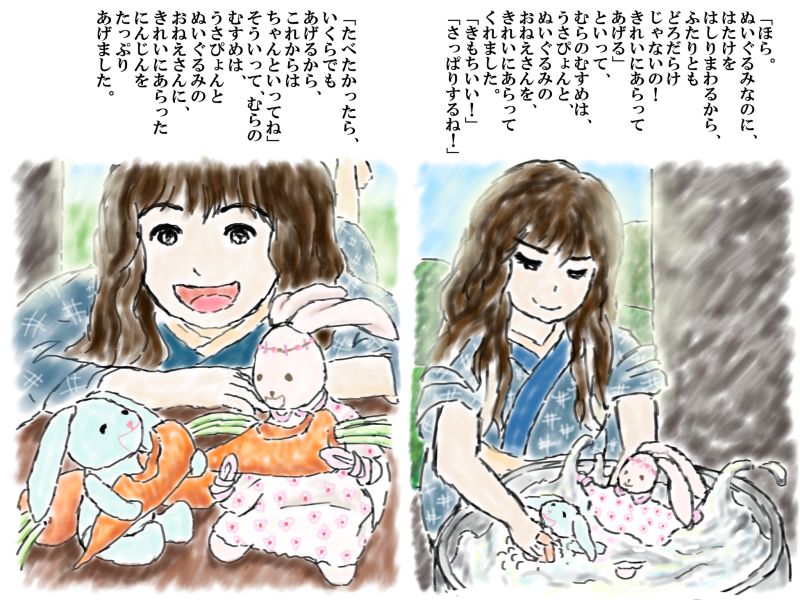 「ほら。
ぬいぐるみなのに、
はたけを
はしりまわるから、
ふたりとも
どろだらけ
じゃないの！
きれいにあらって
あげる」
といって、
むらのむすめは、
うさぴょんと、
ぬいぐるみの
おねえさんを、
きれいにあらって
くれました。
「きもちいい！」
「さっぱりするね！」
「たべたかったら、
いくらでも
あげるから、
これからは
ちゃんといってね」
そういって、むらの
むすめは、
うさぴょんと
ぬいぐるみの
おねえさんに、
きれいにあらった
にんじんを
たっぷり
あげました。